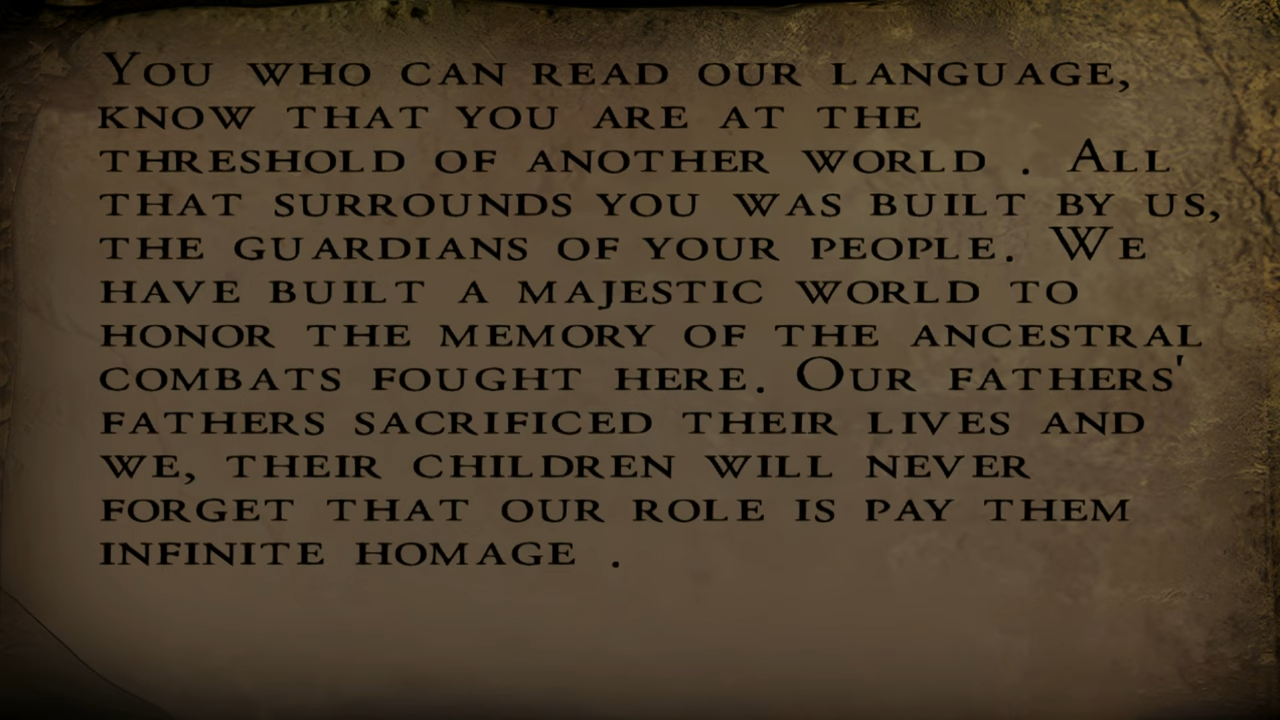 You who can read our language,
know that you are at the
threshold of another world . All
that surrounds you was built by us,
the guardians of your people. We
have built a majestic world to
honor the memory of the ancestral
combats fought here. Our fathers'
fathers sacrificed their lives and
we, their children will never
forget that our role is pay them
infinite homage .